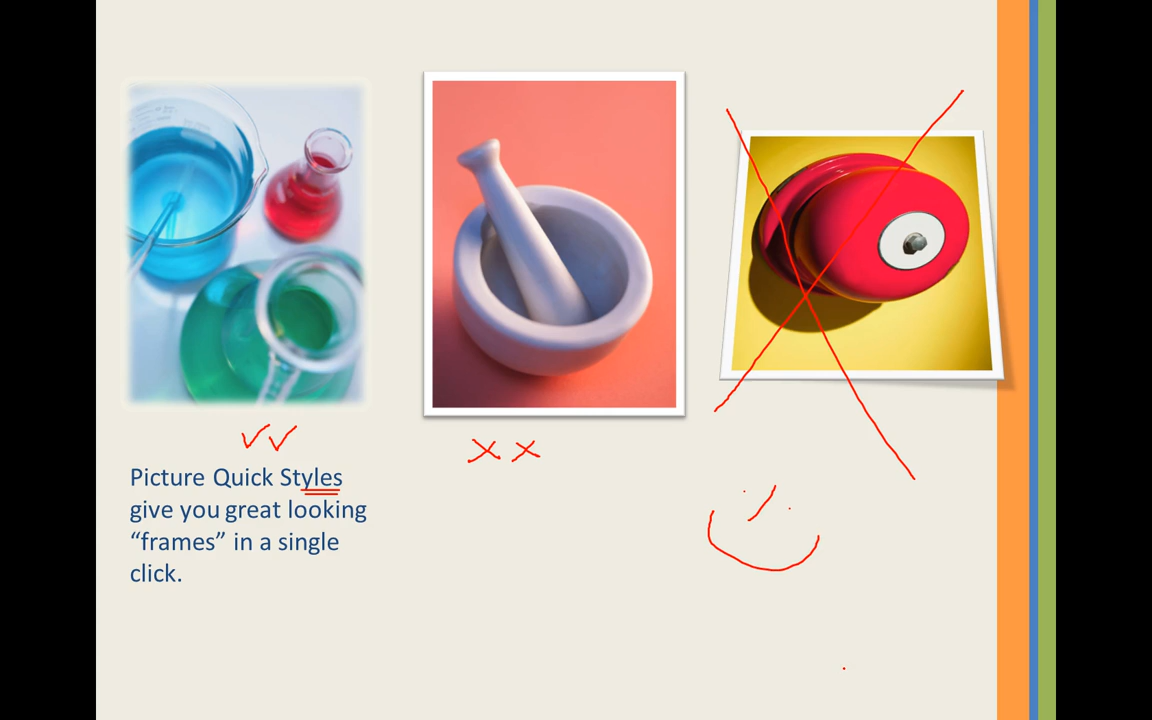 Picture Quick Styles
give you great looking
“frames” in a single
click.